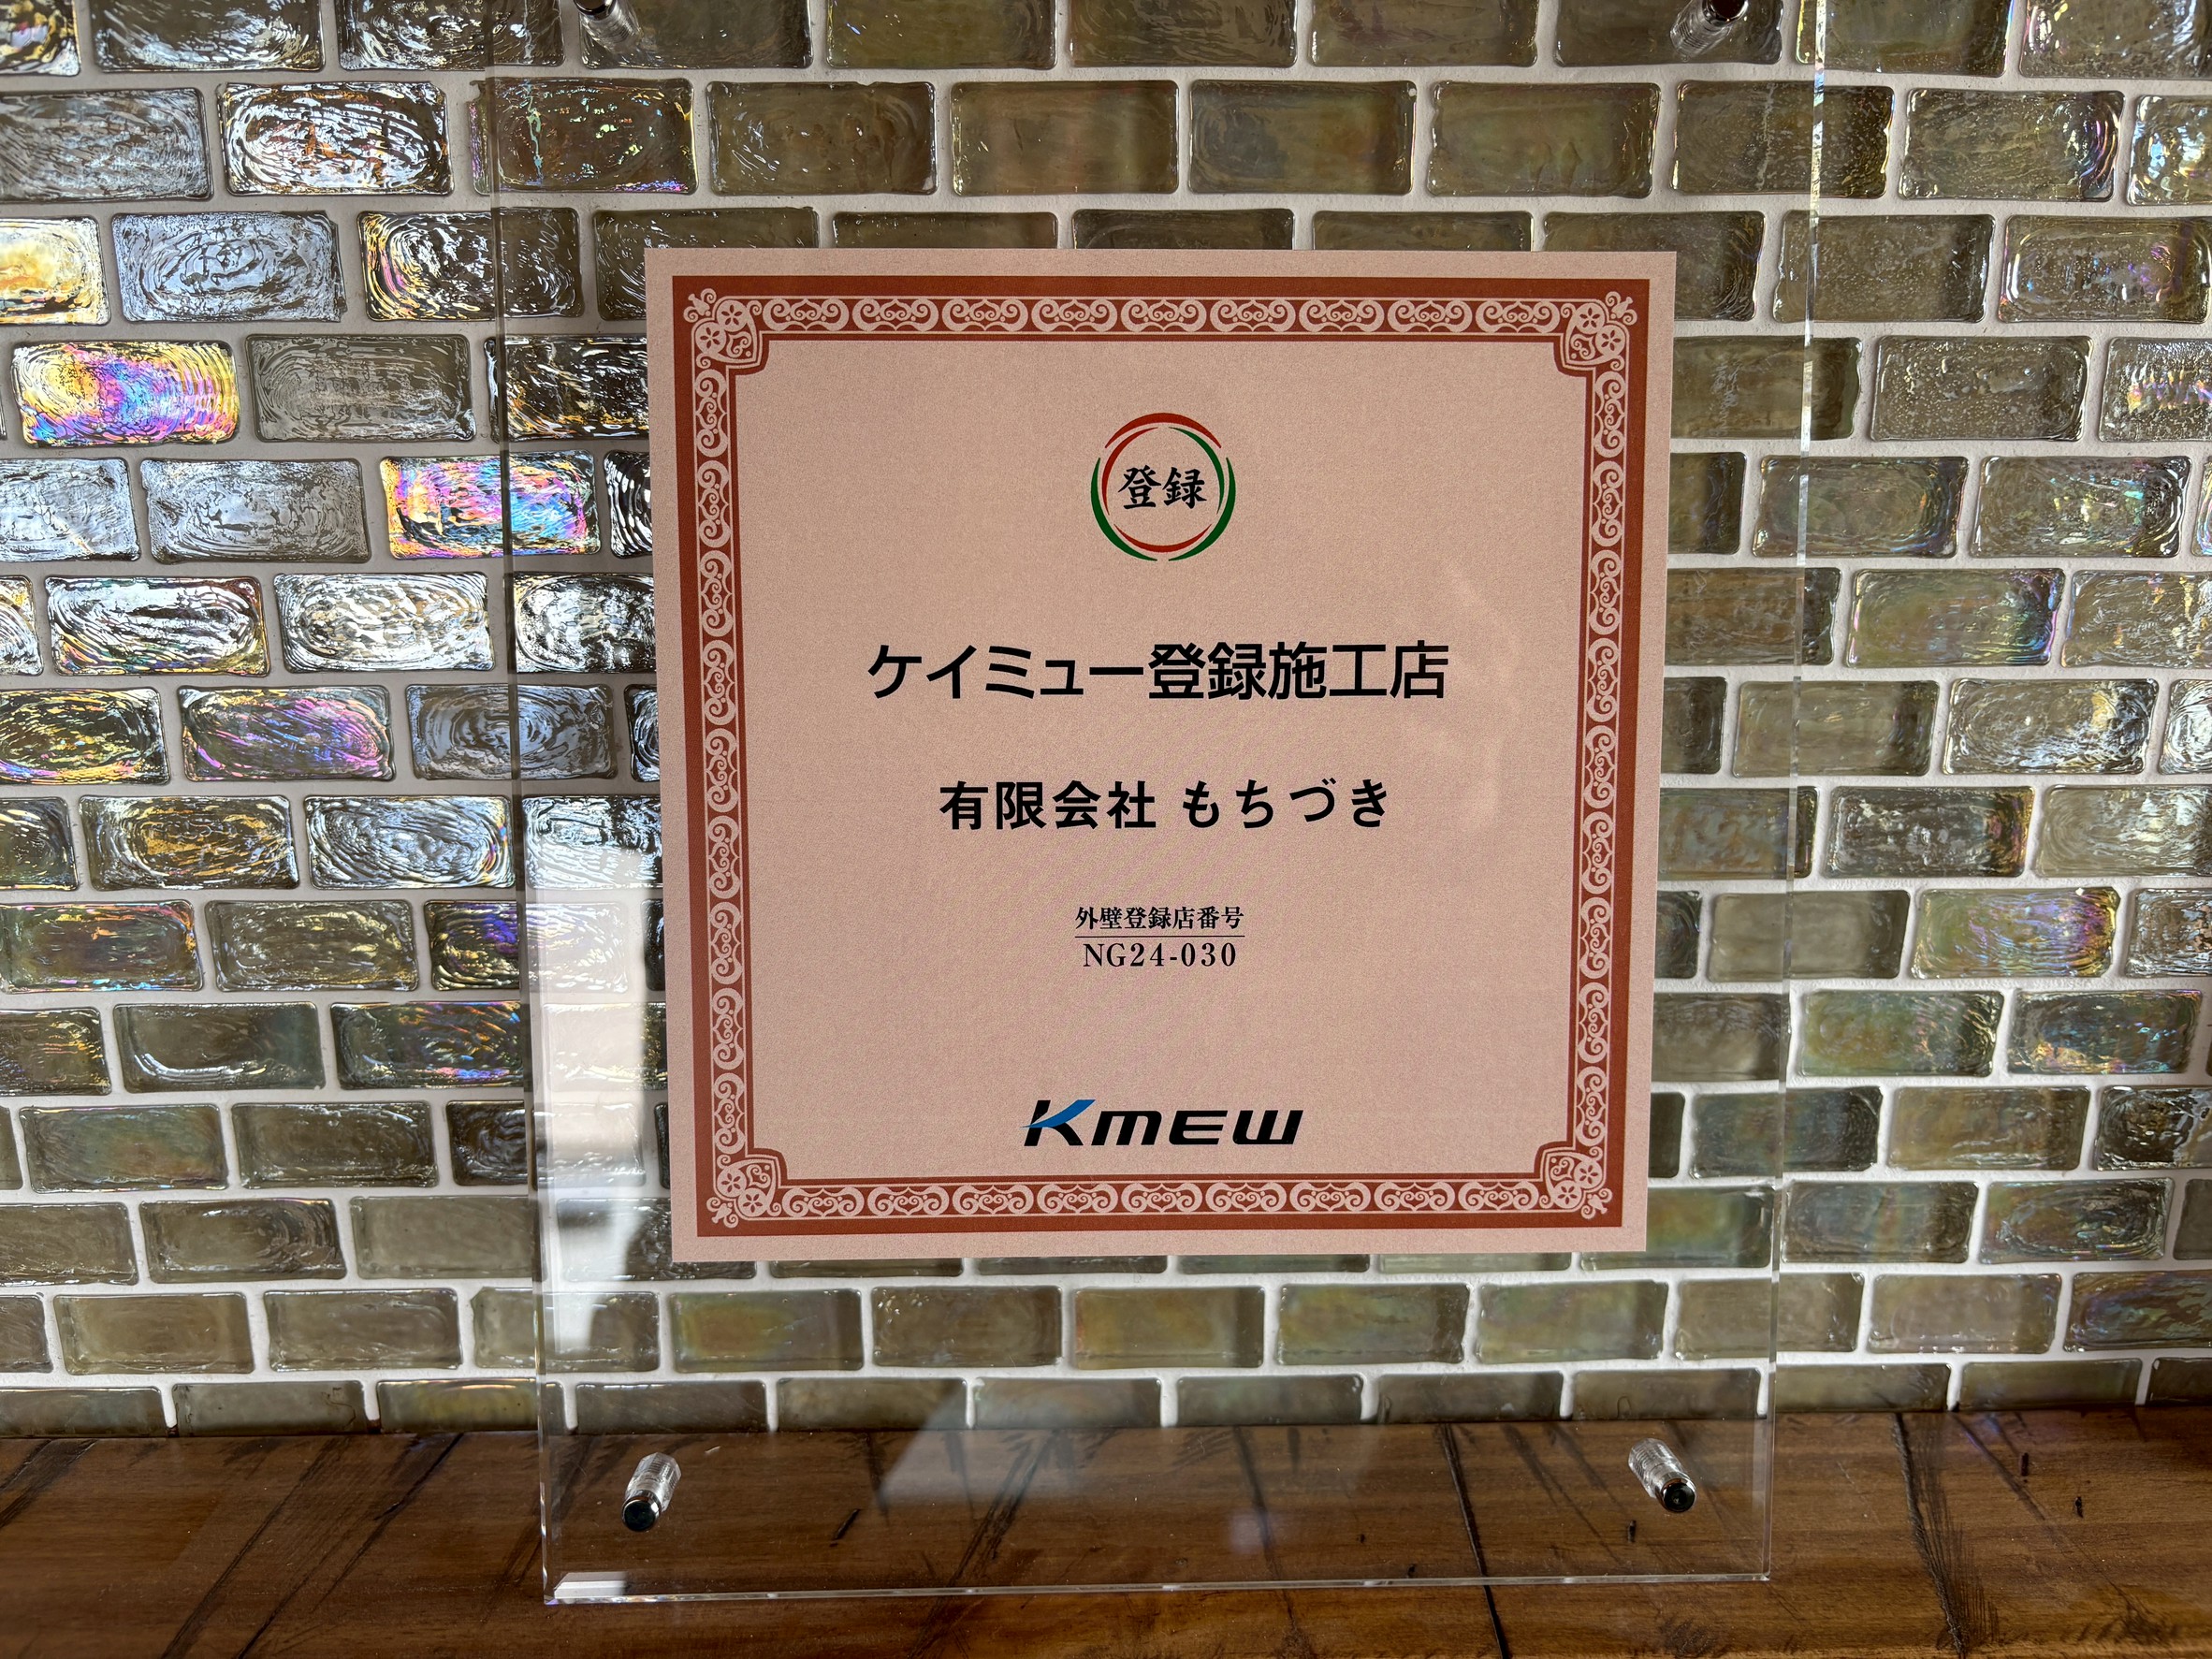 登録
ケイミュー登録施工店
有限会社 もちづき
外壁登録店番号
NG24-030
KMEW